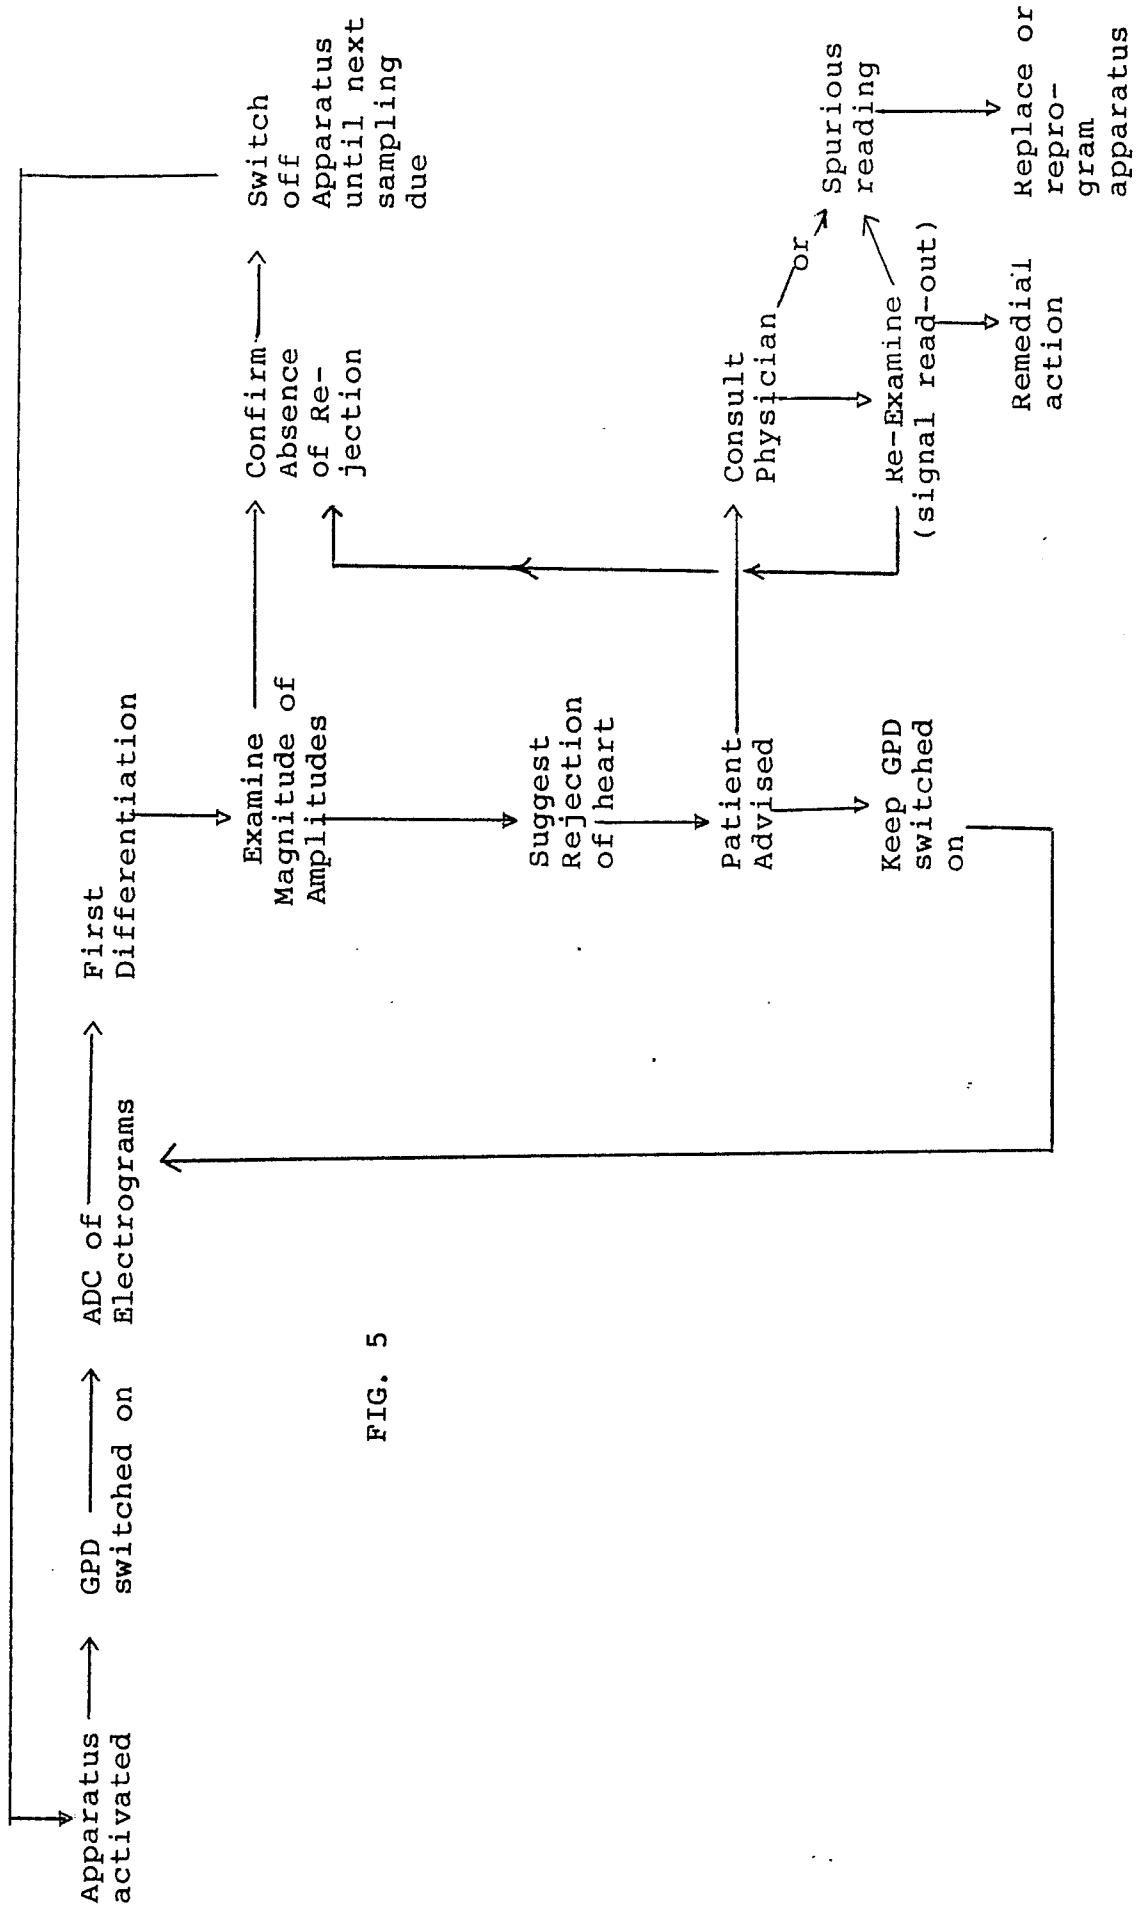 Apparatus
activated
GPD
switched on
ADC of
Electrograms
First
Differentiation
Examine
Magnitude of
Amplitudes
Confirm
Absence
of Re-
jection
Switch
off
Apparatus
until next
sampling
due
Suggest
Rejection
of heart
Patient
Advised
Keep GPD
switched
on
Consult
Physician
or
Spurious
reading
Re-Examine
(signal read-out)
Remedial
action
Replace or
repro-
gram
apparatus
FIG. 5